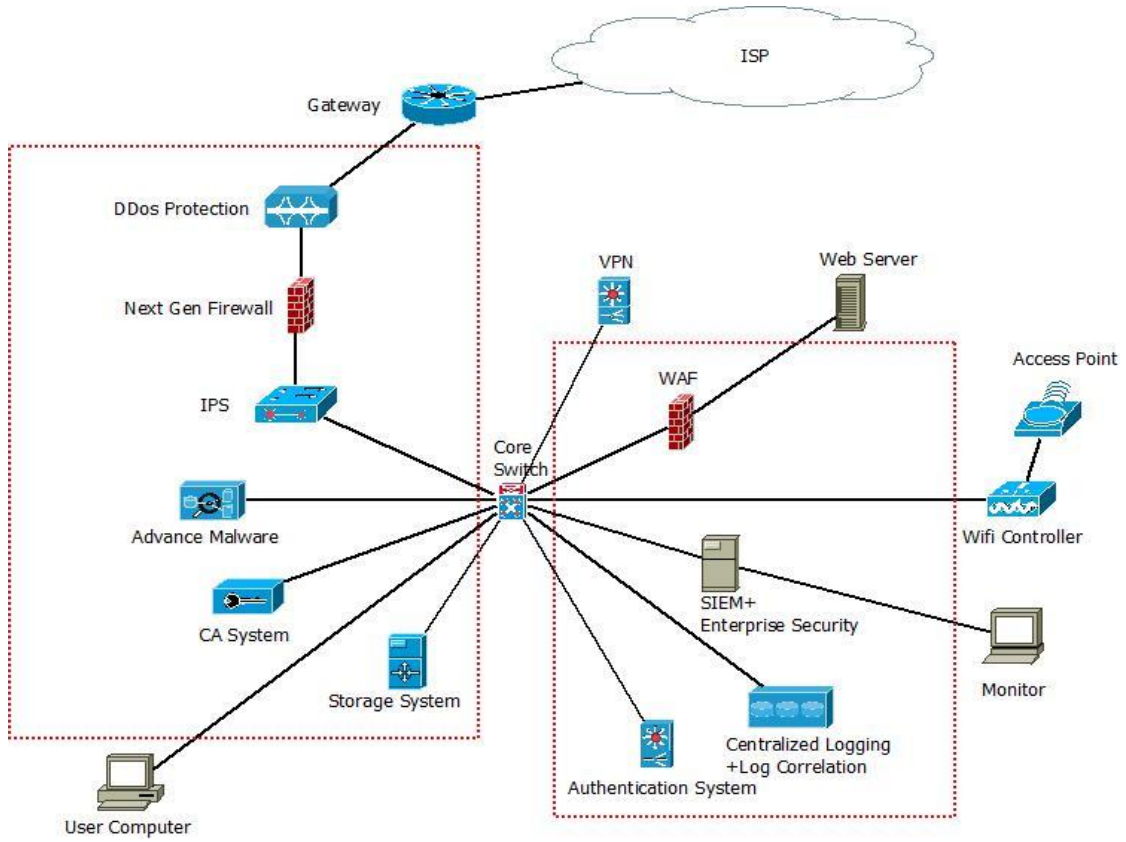 ISP
Gateway
DDos Protection
VPN
Web Server
Next Gen Firewall
Access Point
WAF
IPS
Core
Switch
Advance Malware
Wifi Controller
SIEM+
Enterprise Security
CA System
Storage System
Monitor
Centralized Logging
+Log Correlation
Authentication System
User Computer